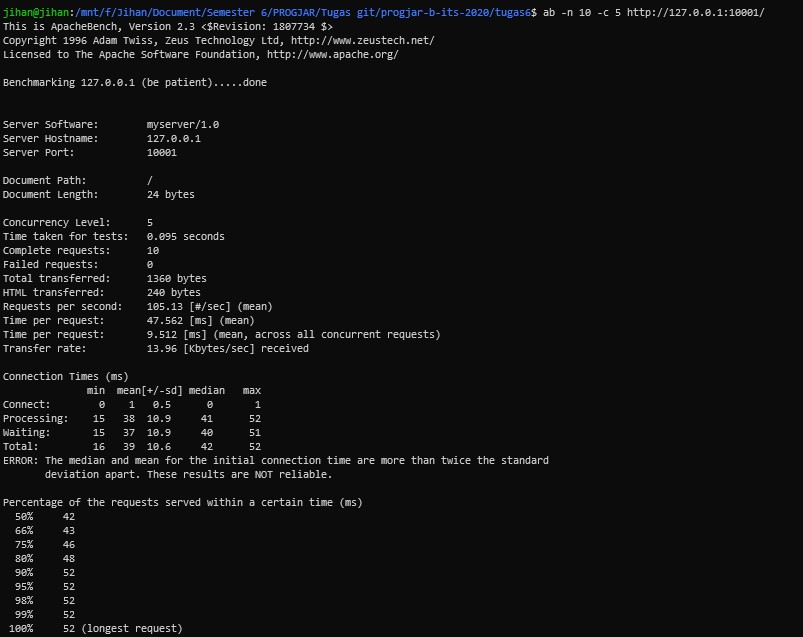 jihan@jihan:/mnt/f/Jihan/Document/Semester 6/PROGJAR/Tugas git/progjar-b-its-2020/tugas6$ ab -n 10 -c 5 http://127.0.0.1:10001/
This is ApacheBench, Version 2.3 <$Revision: 1807734 $>
Copyright 1996 Adam Twiss, Zeus Technology Ltd, http://www.zeustech.net/
Licensed to The Apache Software Foundation, http://www.apache.org/

Benchmarking 127.0.0.1 (be patient).....done


Server Software:        myserver/1.0
Server Hostname:        127.0.0.1
Server Port:            10001

Document Path:          /
Document Length:        24 bytes

Concurrency Level:      5
Time taken for tests:   0.095 seconds
Complete requests:      10
Failed requests:        0
Total transferred:      1360 bytes
HTML transferred:       240 bytes
Requests per second:    105.13 [#/sec] (mean)
Time per request:       47.562 [ms] (mean)
Time per request:       9.512 [ms] (mean, across all concurrent requests)
Transfer rate:          13.96 [Kbytes/sec] received

Connection Times (ms)
              min  mean[+/-sd] median   max
Connect:        0    1   0.5      0       1
Processing:    15   38  10.9     41      52
Waiting:       15   37  10.9     40      51
Total:         16   39  10.6     42      52
ERROR: The median and mean for the initial connection time are more than twice the standard
       deviation apart. These results are NOT reliable.

Percentage of the requests served within a certain time (ms)
  50%     42
  66%     43
  75%     46
  80%     48
  90%     52
  95%     52
  98%     52
  99%     52
 100%     52 (longest request)